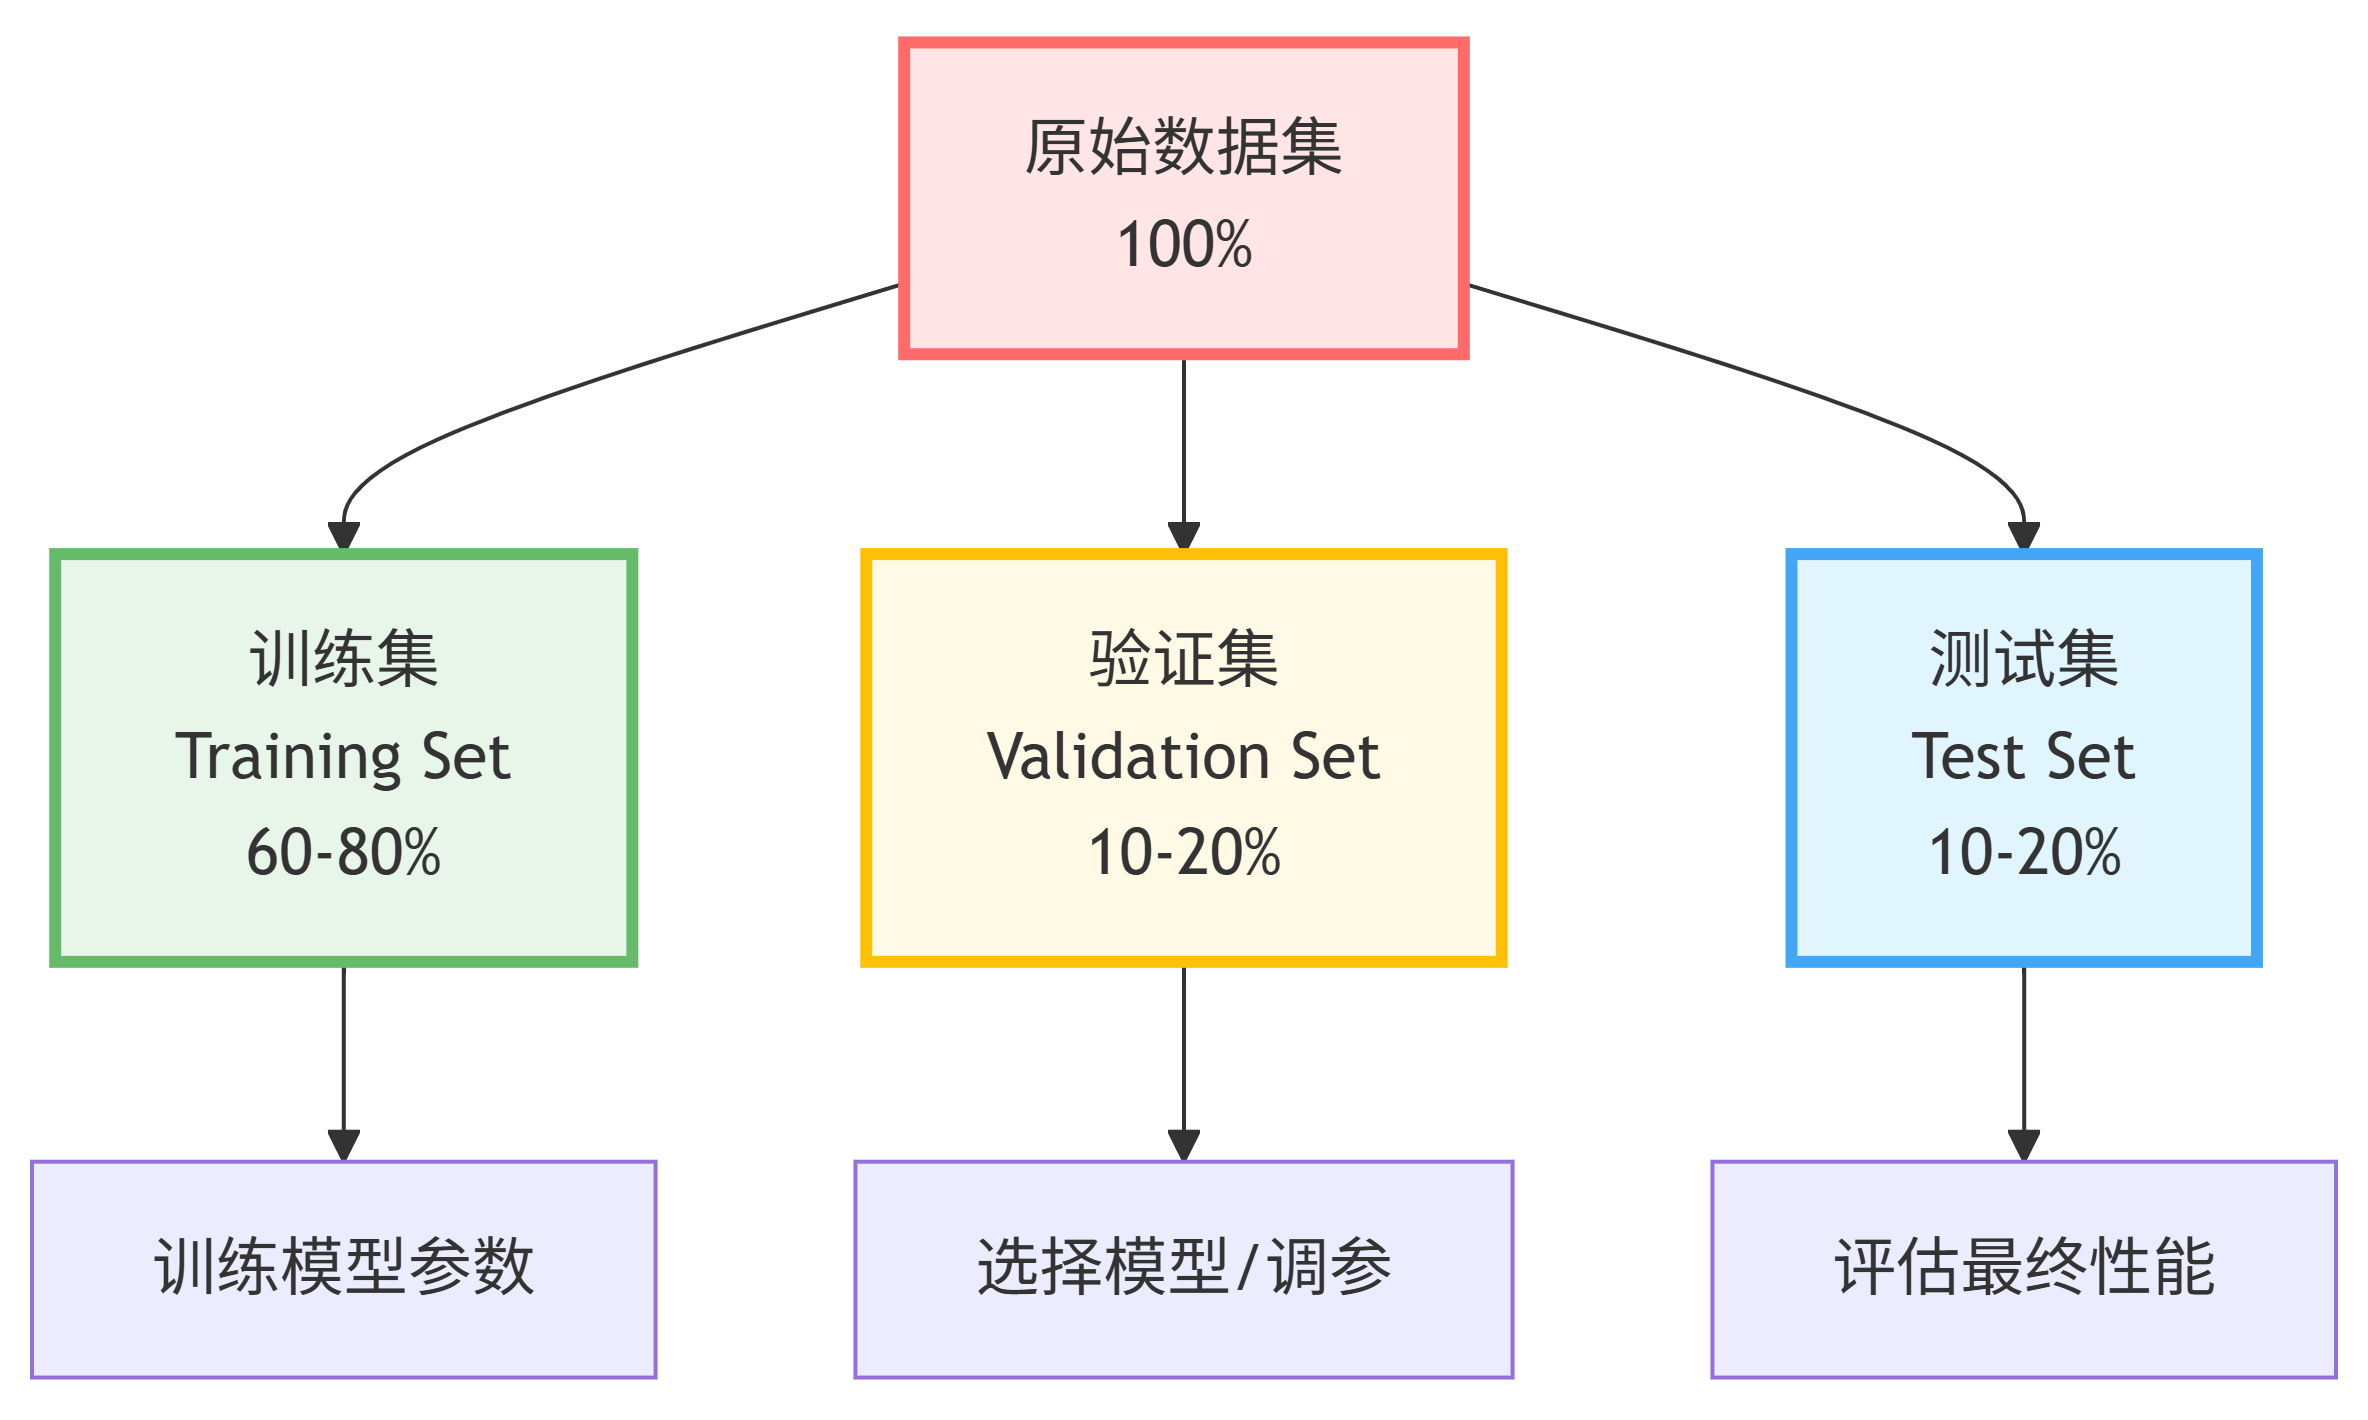 原始数据集
100%
训练集
Training Set
60-80%
验证集
Validation Set
10-20%
测试集
Test Set
10-20%
训练模型参数
选择模型/调参
评估最终性能